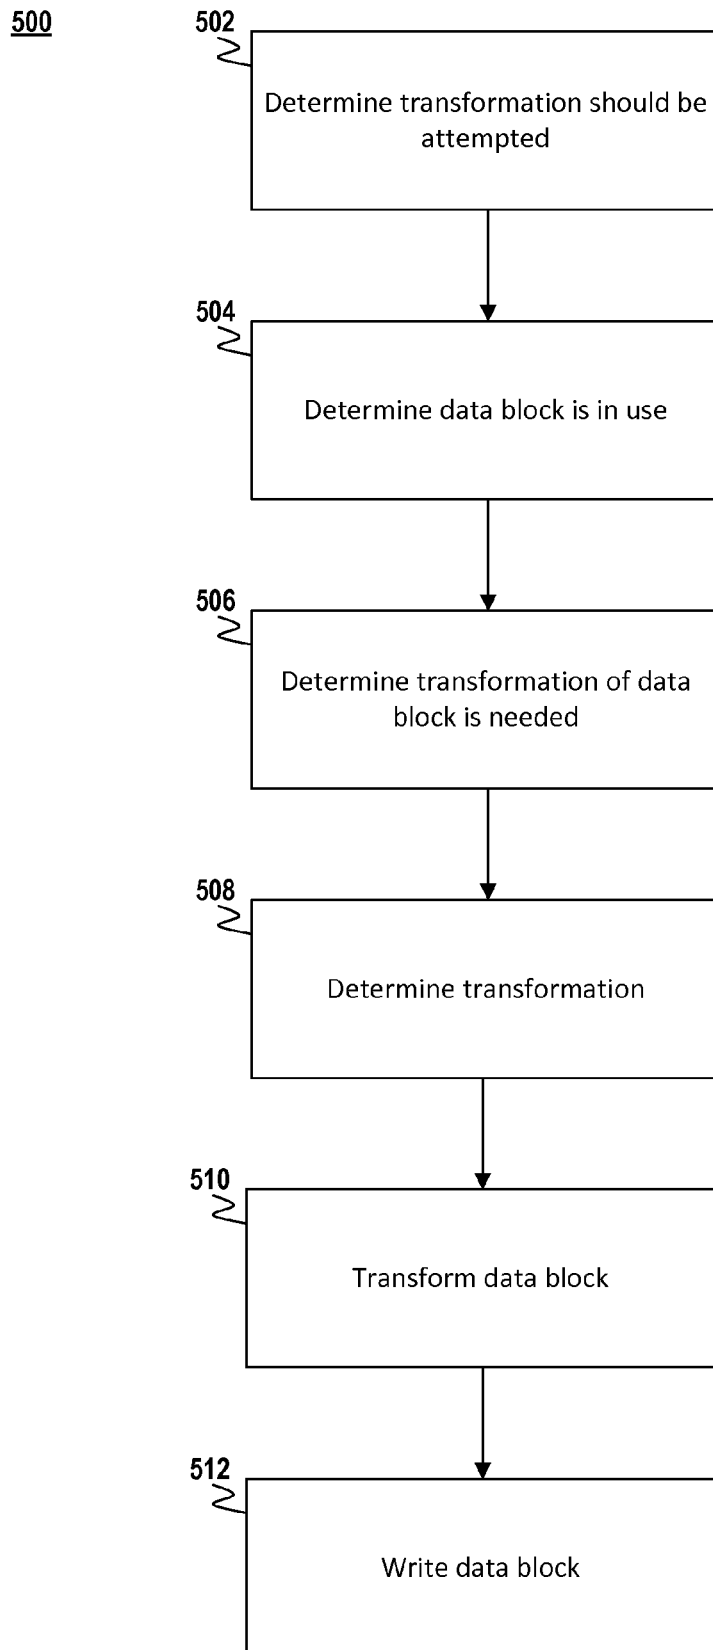 500
502
Determine transformation should be
attempted
504
Determine data block is in use
506
Determine transformation of data
block is needed
508
Determine transformation
510
Transform data block
512
Write data block